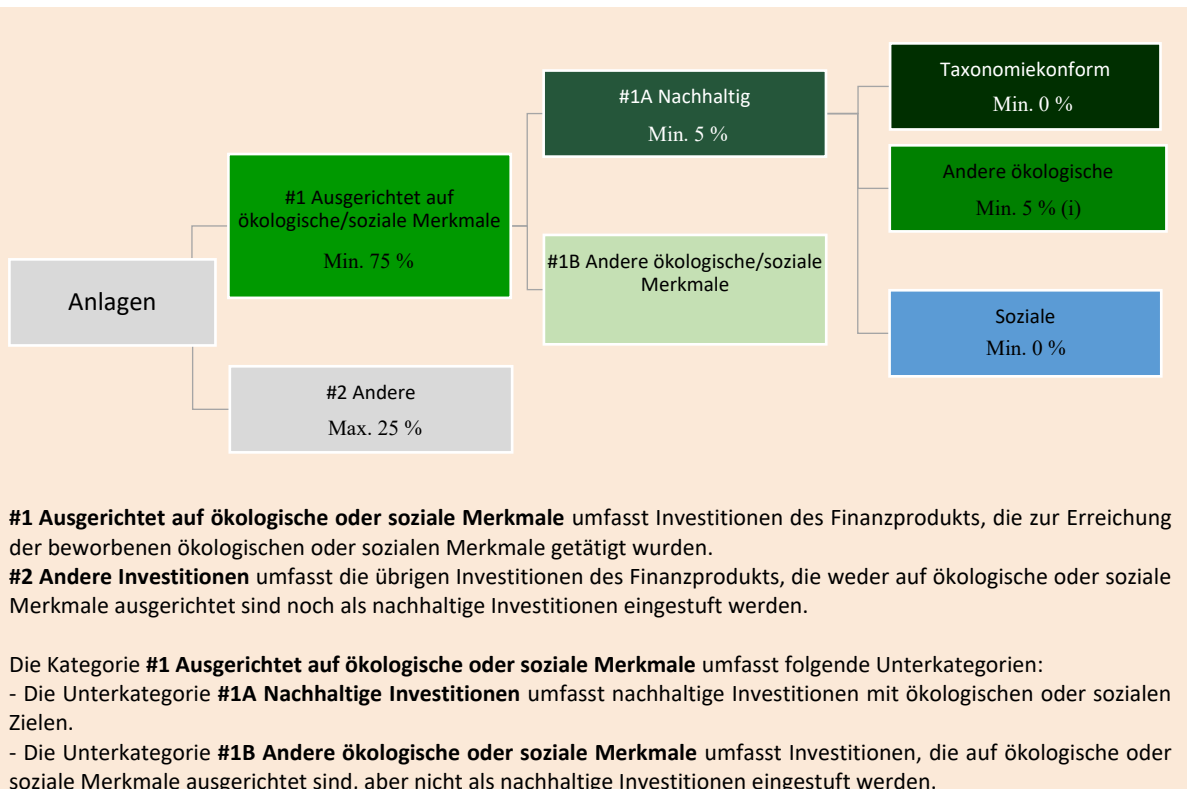 Anlagen
#1 Ausgerichtet auf
ökologische/soziale Merkmale
Min. 75 %
#2 Andere
Max. 25 %
#1A Nachhaltig
Min. 5 %
#1B Andere ökologische/soziale
Merkmale
Taxonomiekonform
Min. 0 %
Andere ökologische
Min. 5 % (i)
Soziale
Min. 0 %
#1 Ausgerichtet auf ökologische oder soziale Merkmale umfasst Investitionen des Finanzprodukts, die zur Erreichung
der beworbenen ökologischen oder sozialen Merkmale getätigt wurden.
#2 Andere Investitionen umfasst die übrigen Investitionen des Finanzprodukts, die weder auf ökologische oder soziale
Merkmale ausgerichtet sind noch als nachhaltige Investitionen eingestuft werden.
Die Kategorie #1 Ausgerichtet auf ökologische oder soziale Merkmale umfasst folgende Unterkategorien:
- Die Unterkategorie #1A Nachhaltige Investitionen umfasst nachhaltige Investitionen mit ökologischen oder sozialen
Zielen.
- Die Unterkategorie #1B Andere ökologische oder soziale Merkmale umfasst Investitionen, die auf ökologische oder
soziale Merkmale ausgerichtet sind, aber nicht als nachhaltige Investitionen eingestuft werden.